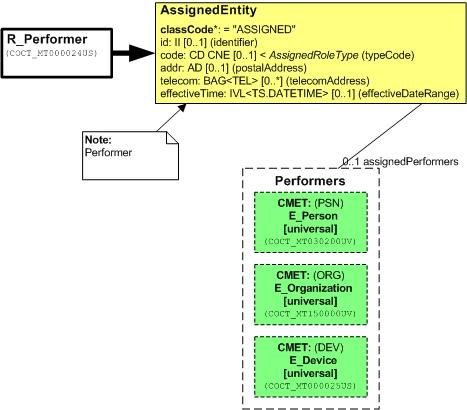 R_Performer
(COCT_MT000024US)
AssignedEntity
classCode*: = "ASSIGNED"
id: II [0..1] (identifier)
code: CD CNE [0..1] < AssignedRoleType (typeCode)
addr: AD [0..1] (postalAddress)
telecom: BAG<TEL> [0..*] (telecomAddress)
effectiveTime: IVL<TS.DATETIME> [0..1] (effectiveDateRange)
Note:
Performer
0..1 assignedPerformers
Performers
CMET: (PSN)
E_Person
[universal]
(COCT_MT030200UV)
CMET: (ORG)
E_Organization
[universal]
(COCT_MT150000UV)
CMET: (DEV)
E_Device
[universal]
(COCT_MT000025US)